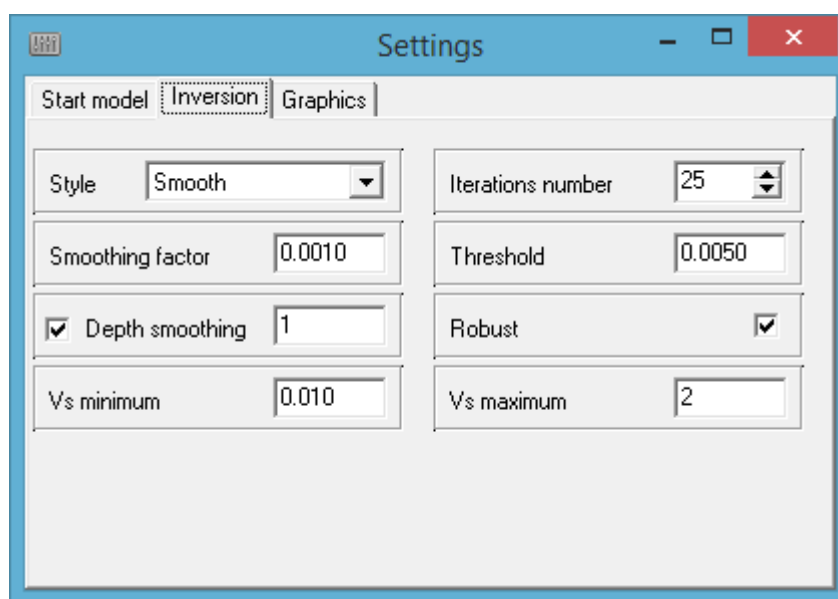 Settings
Start model Inversion Graphics
Style Smooth Iterations number 25
Smoothing factor 0.0010 Threshold 0.0050
Depth smoothing 1 Robust
Vs minimum 0.010 Vs maximum 2